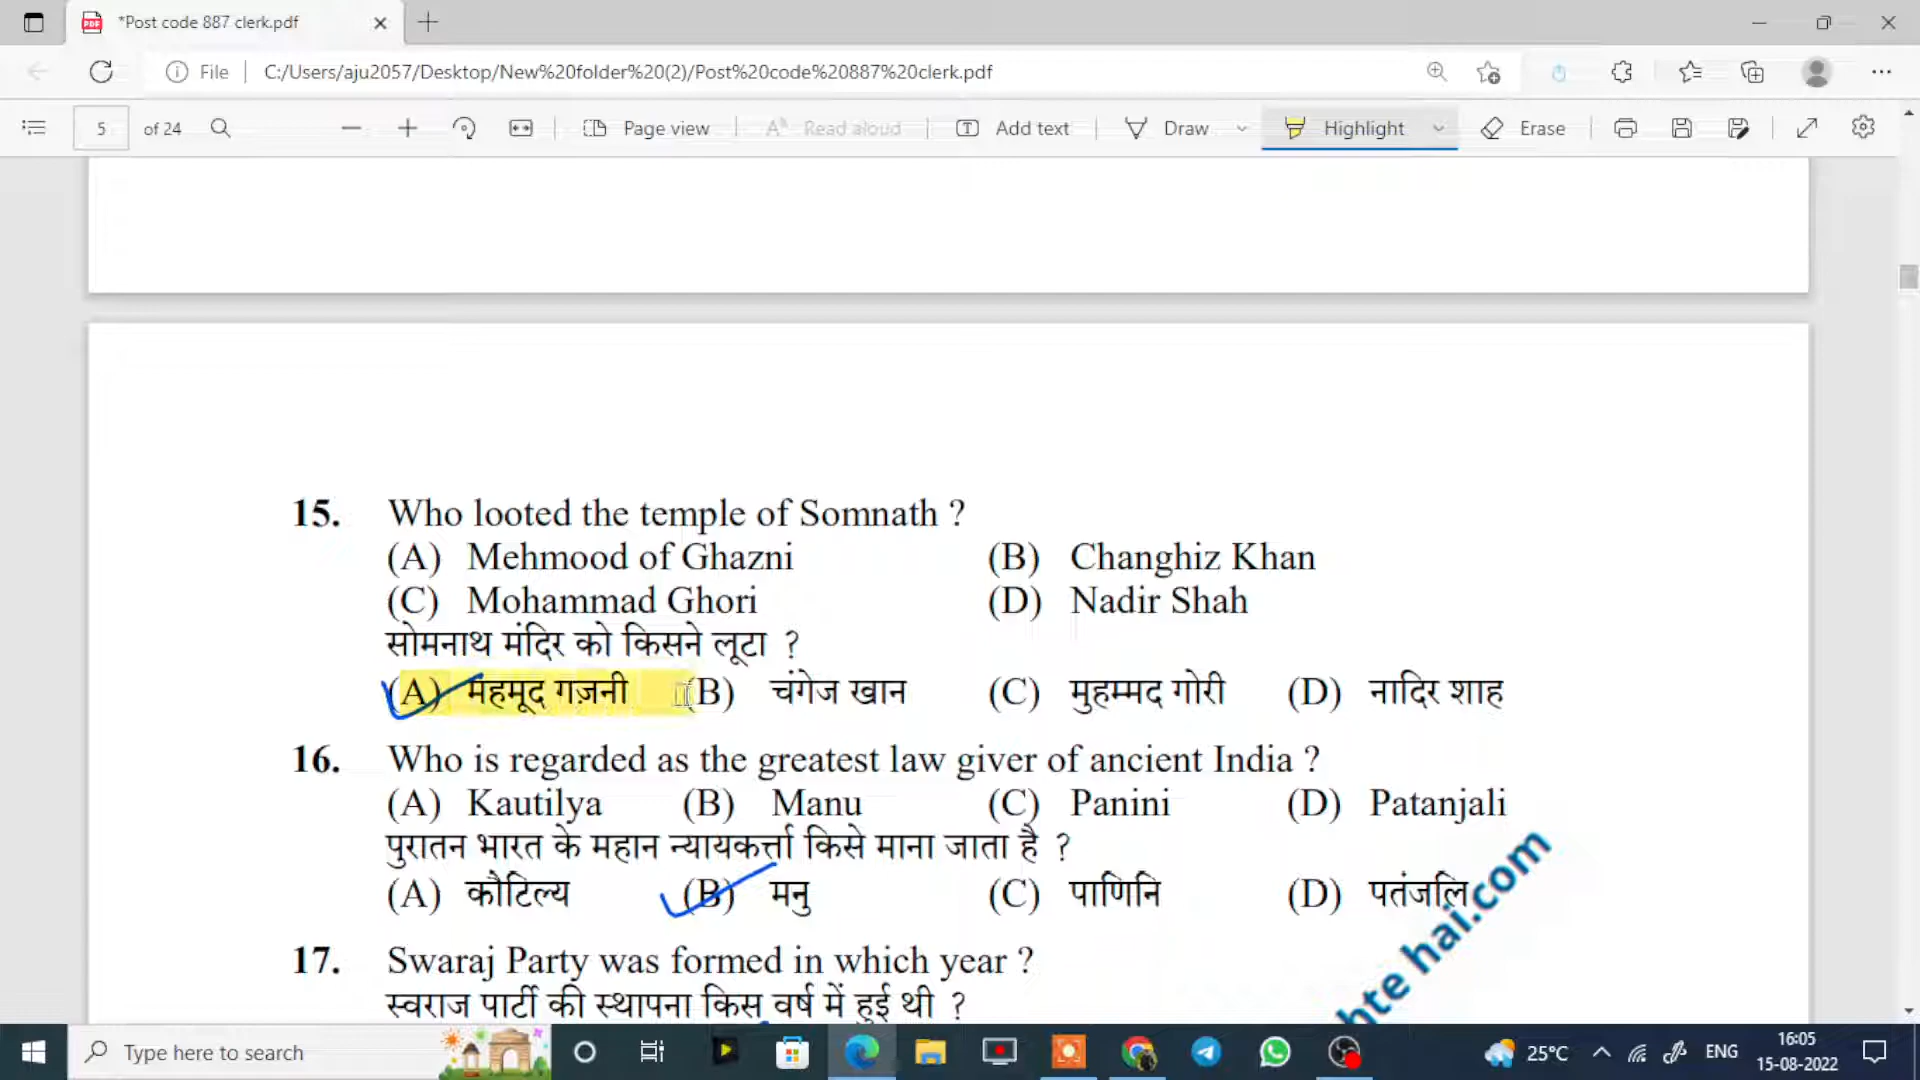 *Post code 887 clerk.pdf
File C:/Users/aju2057/Desktop/New%20folder%20(2)/Post%20code%20887%20clerk.pdf
5 of 24 Page view Read aloud Add text Draw Highlight Erase
15. Who looted the temple of Somnath ?
(A) Mehmood of Ghazni (B) Changhiz Khan
(C) Mohammad Ghori (D) Nadir Shah
सोमनाथ मंदिर को किसने लूटा ?
(A) महमूद गज़नी (B) चंगेज खान (C) मुहम्मद गोरी (D) नादिर शाह
16. Who is regarded as the greatest law giver of ancient India ?
(A) Kautilya (B) Manu (C) Panini (D) Patanjali
पुरातन भारत के महान न्यायकर्त्ता किसे माना जाता है ?
(A) कौटिल्य (B) मनु (C) पाणिनि (D) पतंजलि
hte hai.com
17. Swaraj Party was formed in which year ?
स्वराज पार्टी की स्थापना किस वर्ष में हुई थी ?
Type here to search 25°C ENG 16:05
15-08-2022